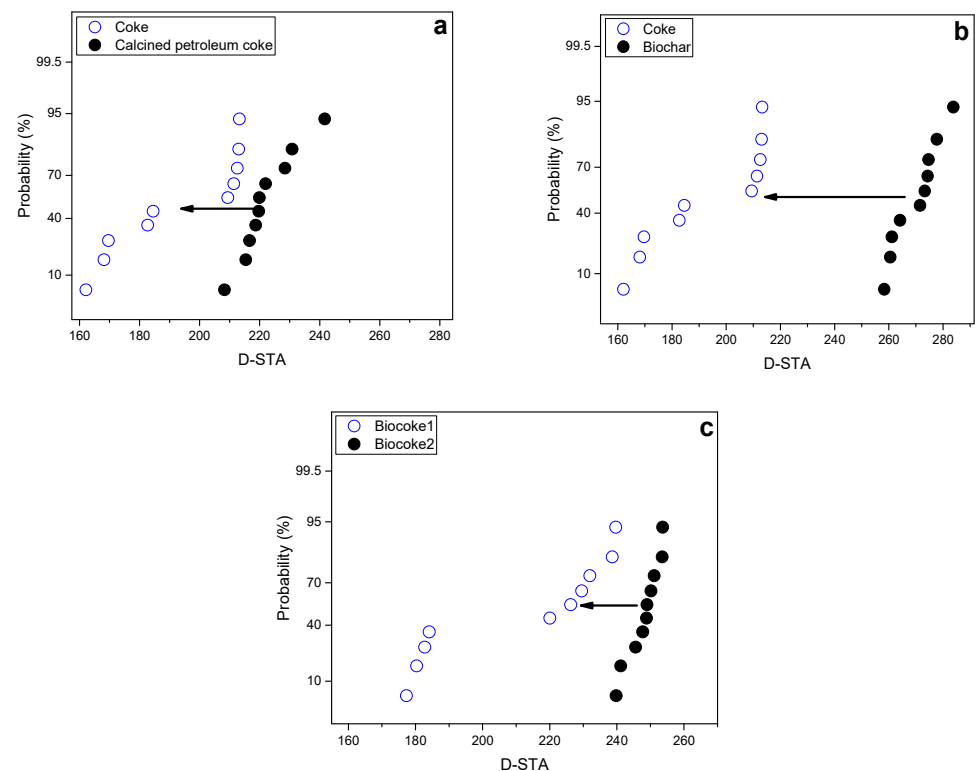 Coke
Calcined petroleum coke
a
99.5
95
70
40
10
Probability (%)
160 180 200 220 240 260 280
D-STA
Coke
Biochar
b
99.5
95
70
40
10
Probability (%)
160 180 200 220 240 260 280
D-STA
Biocoke1
Biocoke2
c
99.5
95
70
40
10
Probability (%)
160 180 200 220 240 260
D-STA